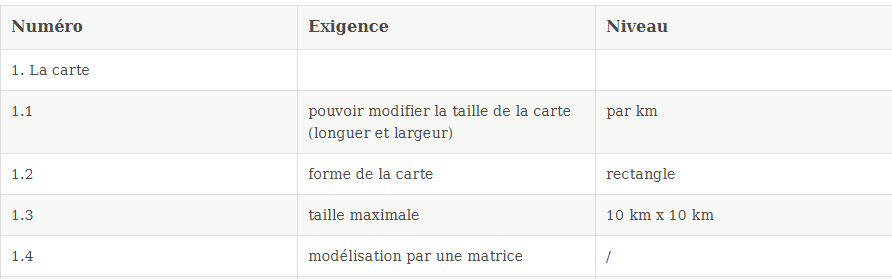 Numéro Exigence Niveau
1. La carte
1.1 pouvoir modifier la taille de la carte par km
(longuer et largeur)
1.2 forme de la carte rectangle
1.3 taille maximale 10 km x 10 km
1.4 modélisation par une matrice /